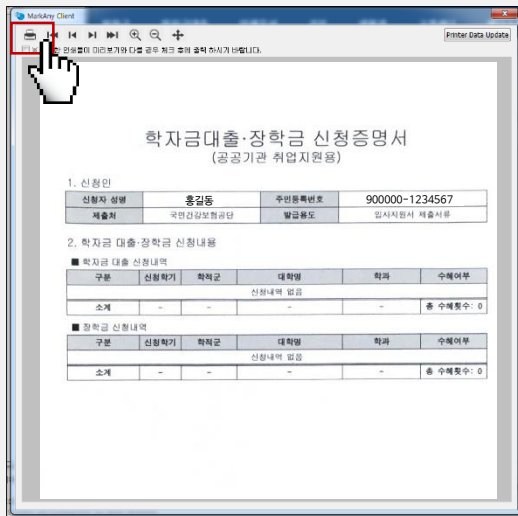 MarkAny Client
Printer Data Update
한 인쇄물이 미리보기와 다를 경우 체크 후에 출력 하시기 바랍니다.
학자금대출·장학금 신청증명서
(공공기관 취업지원용)
1. 신청인
신청자 성명 홍길동 주민등록번호 900000-1234567
제출처 국민건강보험공단 발급용도 입사지원서 제출서류
2. 학자금 대출·장학금 신청내용
■ 학자금 대출 신청내역
구분 신청학기 학적군 대학명 학과 수혜여부
신청내역 없음
소계 - - - - 총 수혜횟수: 0
■ 장학금 신청내역
구분 신청학기 학적군 대학명 학과 수혜여부
신청내역 없음
소계 - - - - 총 수혜횟수: 0